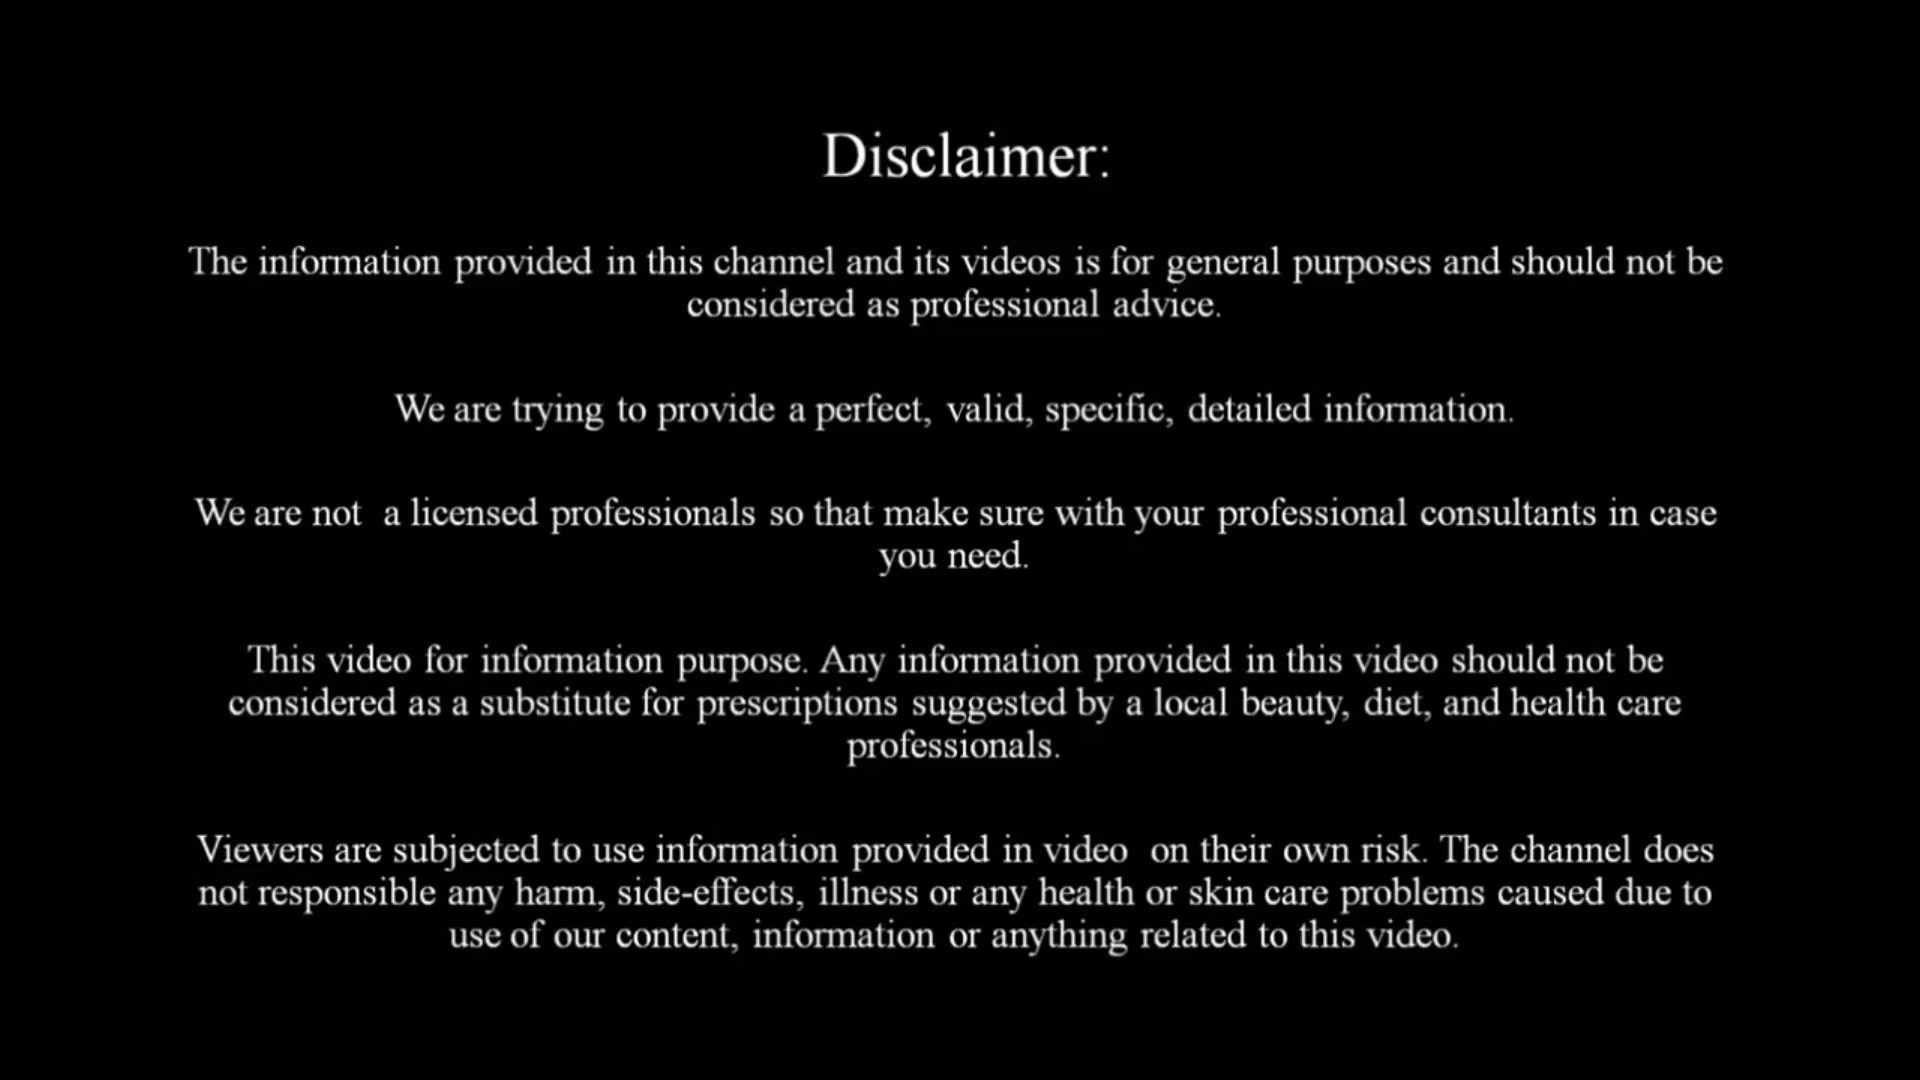 Disclaimer:
The information provided in this channel and its videos is for general purposes and should not be
considered as professional advice.
We are trying to provide a perfect, valid, specific, detailed information.
We are not  a licensed professionals so that make sure with your professional consultants in case
you need.
This video for information purpose. Any information provided in this video should not be
considered as a substitute for prescriptions suggested by a local beauty, diet, and health care
professionals.
Viewers are subjected to use information provided in video  on their own risk. The channel does
not responsible any harm, side-effects, illness or any health or skin care problems caused due to
use of our content, information or anything related to this video.